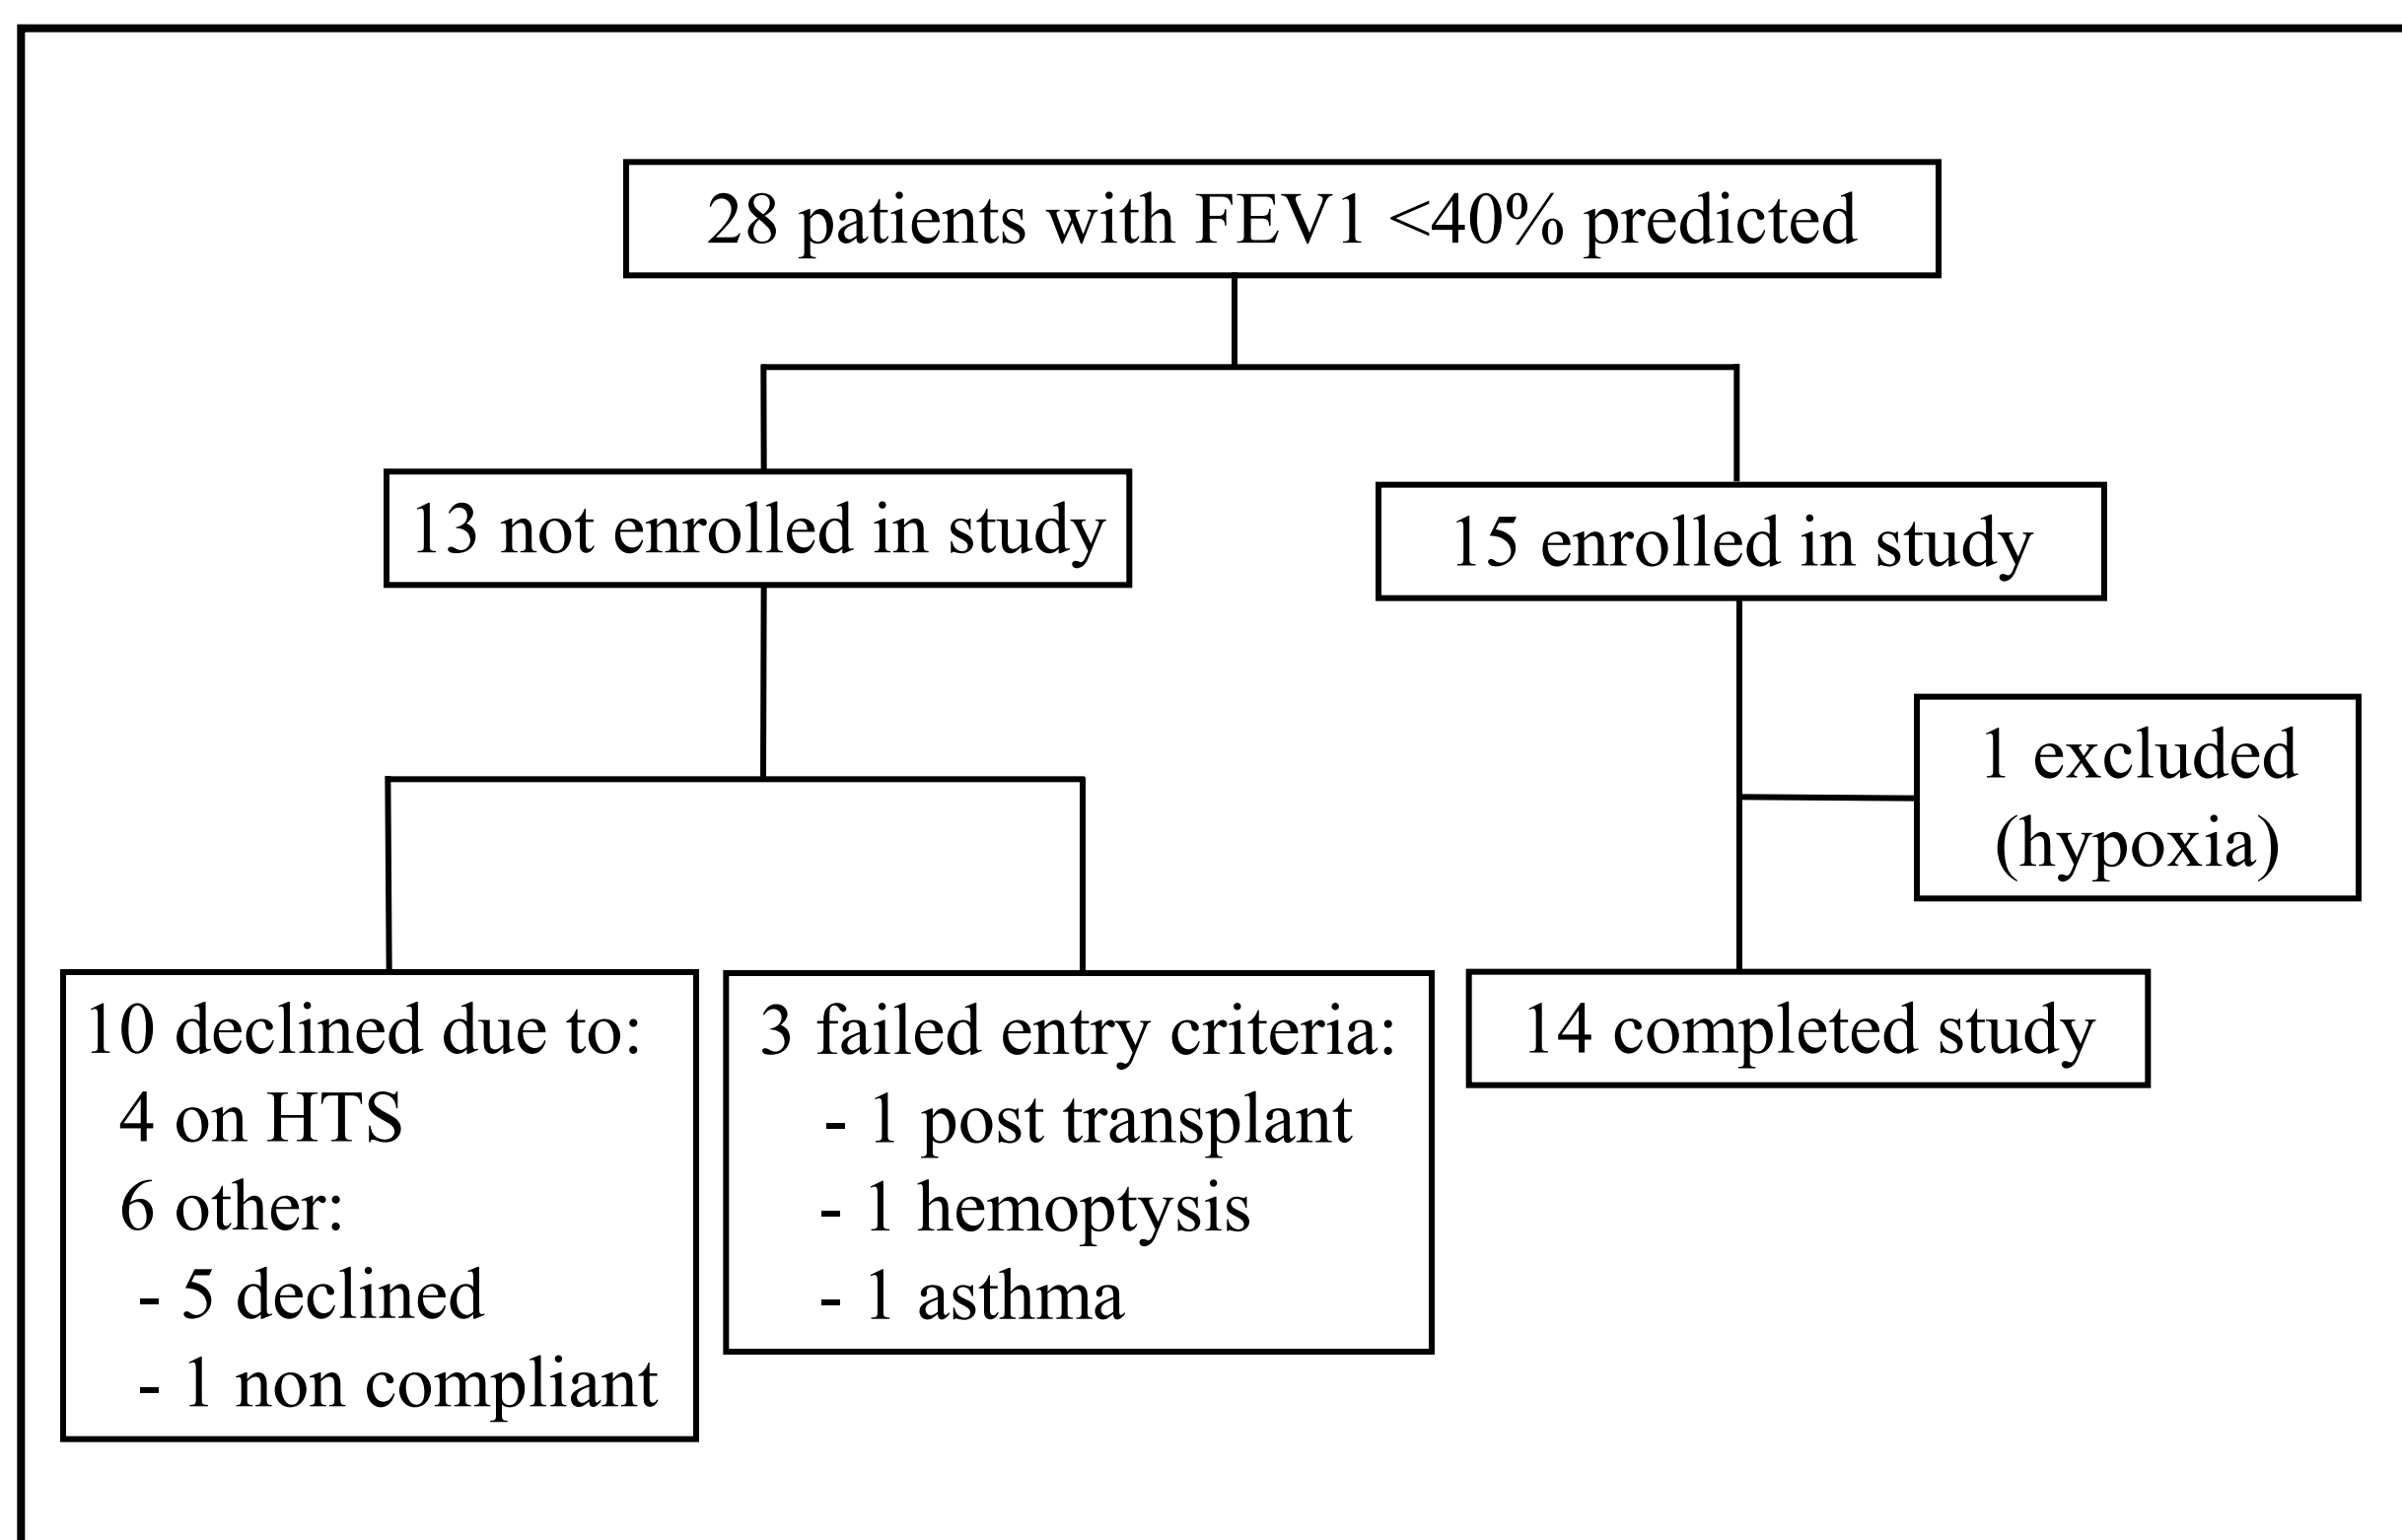 28 patients with FEV1 <40% predicted
13 not enrolled in study
15 enrolled in study
1 excluded
(hypoxia)
10 declined due to:
4 on HTS
6 other:
- 5 declined
- 1 non compliant
3 failed entry criteria:
- 1 post transplant
- 1 hemoptysis
- 1 asthma
14 completed study